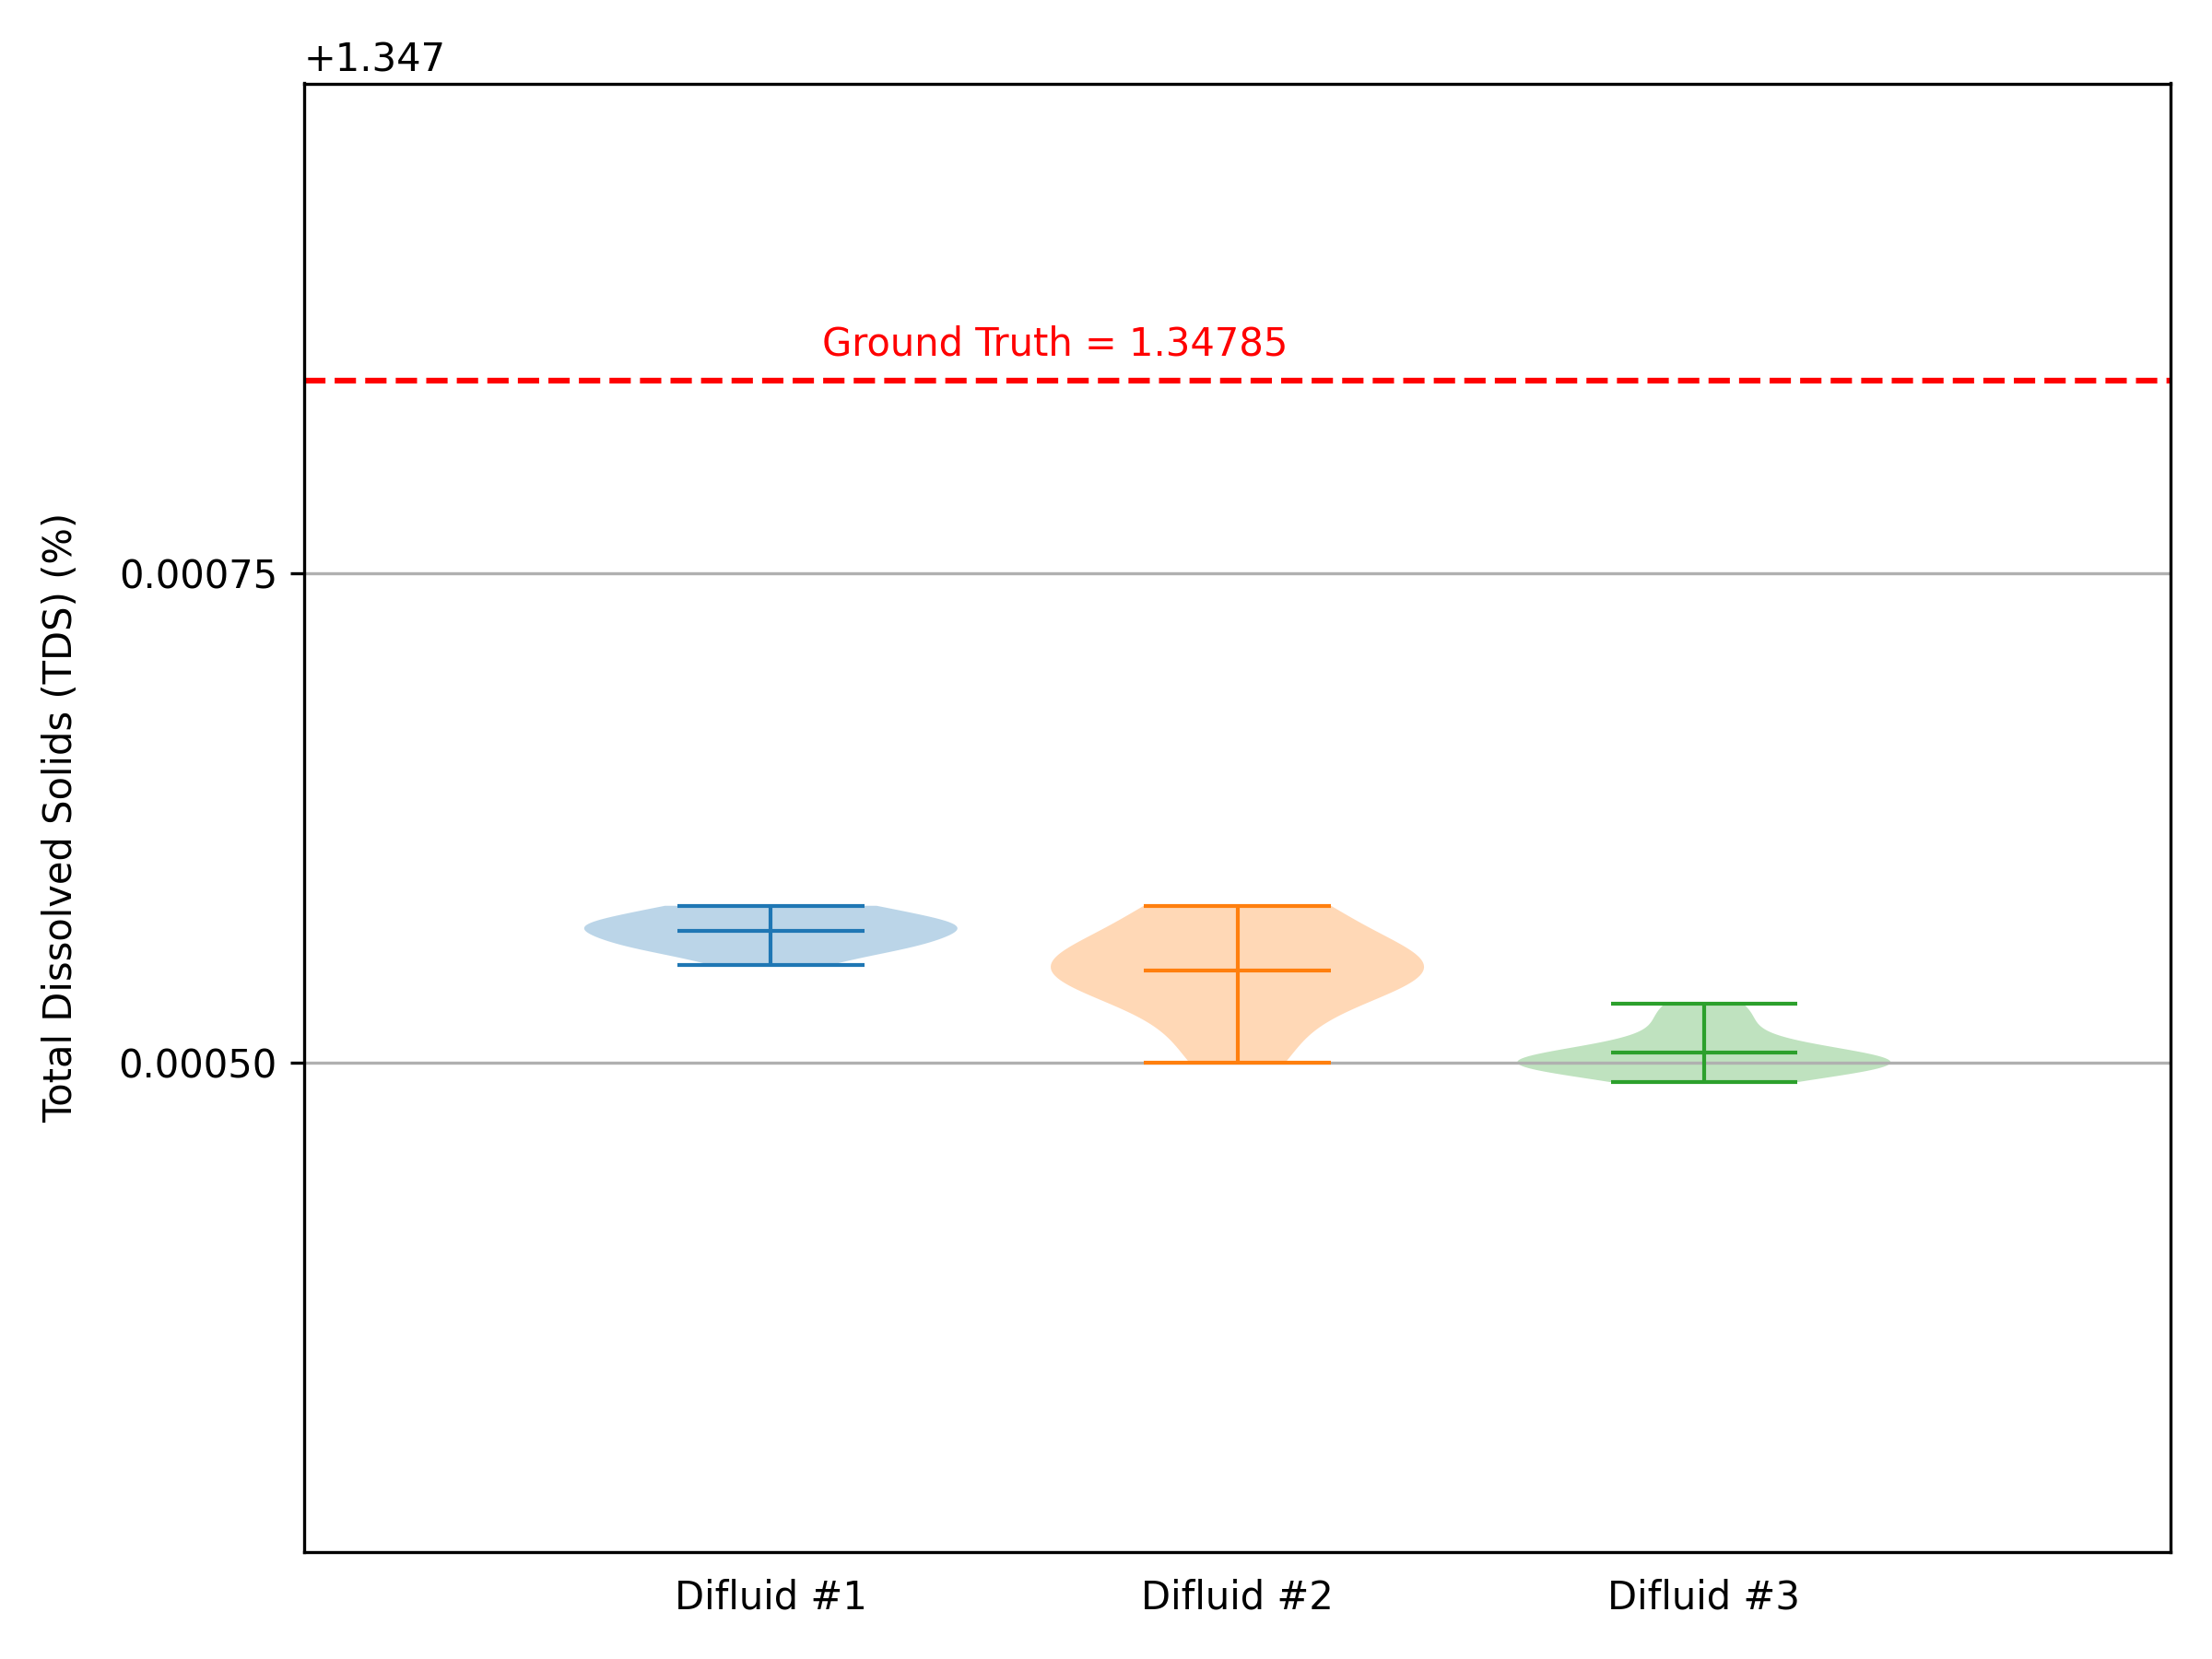 +1.347
Ground Truth = 1.34785
0.00075
Total Dissolved Solids (TDS) (%)
0.00050
Difluid #1
Difluid #2
Difluid #3